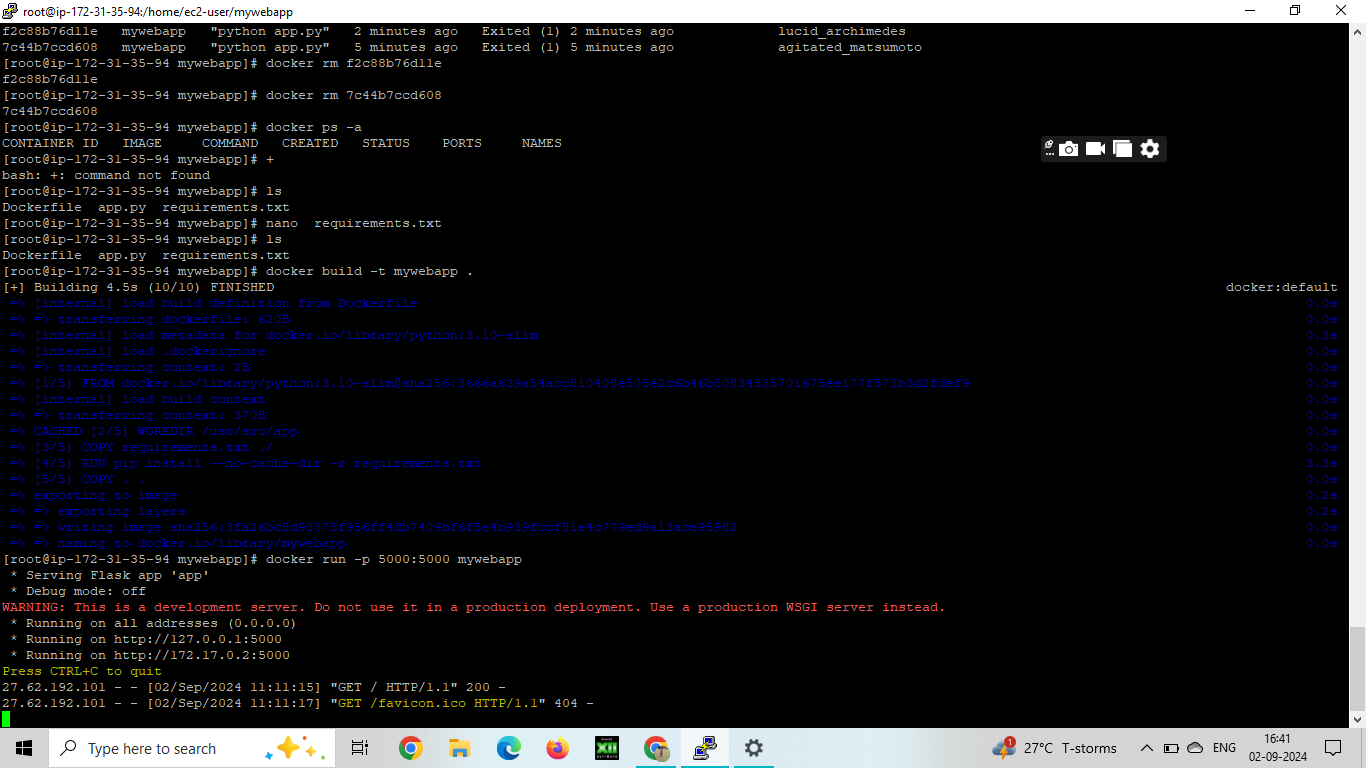 root@ip-172-31-35-94:/home/ec2-user/mywebapp
f2c88b76d11e   mywebapp   "python app.py"   2 minutes ago   Exited (1) 2 minutes ago             lucid_archimedes
7c44b7ccd608   mywebapp   "python app.py"   5 minutes ago   Exited (1) 5 minutes ago             agitated_matsumoto
[root@ip-172-31-35-94 mywebapp]# docker rm f2c88b76d11e
f2c88b76d11e
[root@ip-172-31-35-94 mywebapp]# docker rm 7c44b7ccd608
7c44b7ccd608
[root@ip-172-31-35-94 mywebapp]# docker ps -a
CONTAINER ID   IMAGE     COMMAND   CREATED   STATUS    PORTS     NAMES
[root@ip-172-31-35-94 mywebapp]# +
bash: +: command not found
[root@ip-172-31-35-94 mywebapp]# ls
Dockerfile  app.py  requirements.txt
[root@ip-172-31-35-94 mywebapp]# nano  requirements.txt
[root@ip-172-31-35-94 mywebapp]# ls
Dockerfile  app.py  requirements.txt
[root@ip-172-31-35-94 mywebapp]# docker build -t mywebapp .
[+] Building 4.5s (10/10) FINISHED docker:default
=> [internal] load build definition from Dockerfile 0.0s
=> => transferring dockerfile: 620B 0.0s
=> [internal] load metadata for docker.io/library/python:3.10-slim 0.8s
=> [internal] load .dockerignore 0.0s
=> => transferring context: 2B 0.0s
=> [1/5] FROM 0.0s
=> [internal] load build context 0.0s
=> => transferring context: 370B 0.0s
=> CACHED [2/5] WORKDIR /usr/src/app 0.0s
=> [3/5] COPY requirements.txt ./ 0.0s
=> [4/5] RUN pip install --no-cache-dir -r requirements.txt 3.3s
=> [5/5] COPY . . 0.0s
=> exporting to image 0.2s
=> => exporting layers 0.2s
=> => writing image 0.0s
=> => naming to docker.io/library/mywebapp 0.0s
[root@ip-172-31-35-94 mywebapp]# docker run -p 5000:5000 mywebapp
* Serving Flask app 'app'
* Debug mode: off
WARNING: This is a development server. Do not use it in a production deployment. Use a production WSGI server instead.
* Running on all addresses (0.0.0.0)
* Running on http://127.0.0.1:5000
* Running on http://172.17.0.2:5000
Press CTRL+C to quit
27.62.192.101 - - [02/Sep/2024 11:11:15] "GET / HTTP/1.1" 200 -
27.62.192.101 - - [02/Sep/2024 11:11:17] "GET /favicon.ico HTTP/1.1" 404 -
Type here to search
XII
1
27°C T-storms
ENG
16:41
02-09-2024